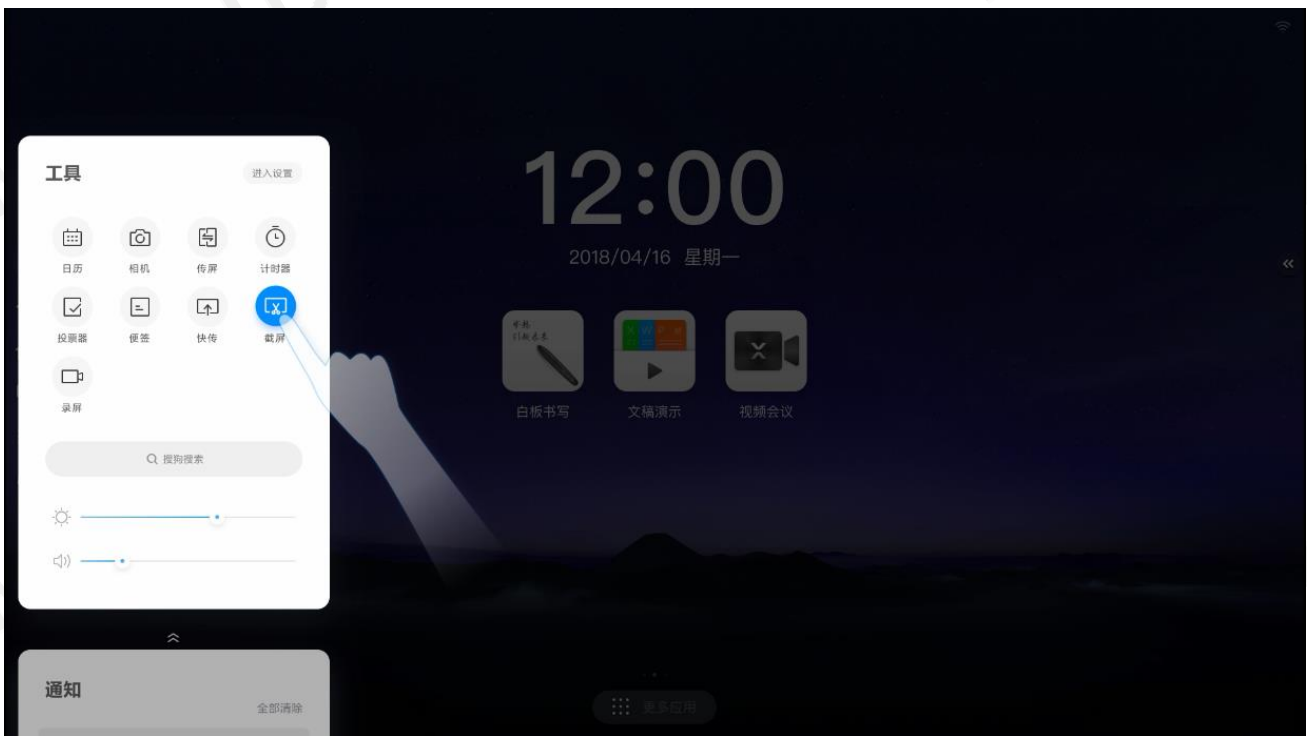 工具
进入设置
日历
相机
传屏
计时器
投票器
便签
快传
截屏
录屏
搜狗搜索
通知
全部清除
12:00
2018/04/16 星期一
白板书写
文稿演示
视频会议
更多应用